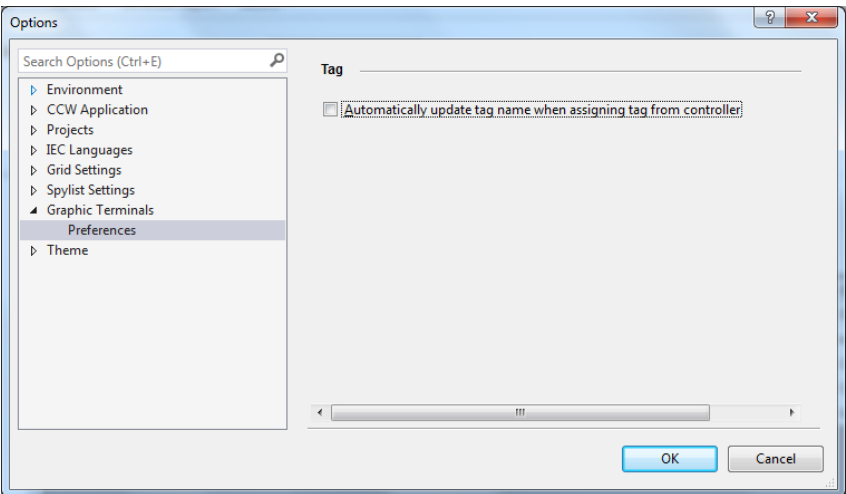 Options
Search Options (Ctrl+E)
Environment
CCW Application
Projects
IEC Languages
Grid Settings
Spylist Settings
Graphic Terminals
Preferences
Theme
Tag
Automatically update tag name when assigning tag from controller
OK
Cancel